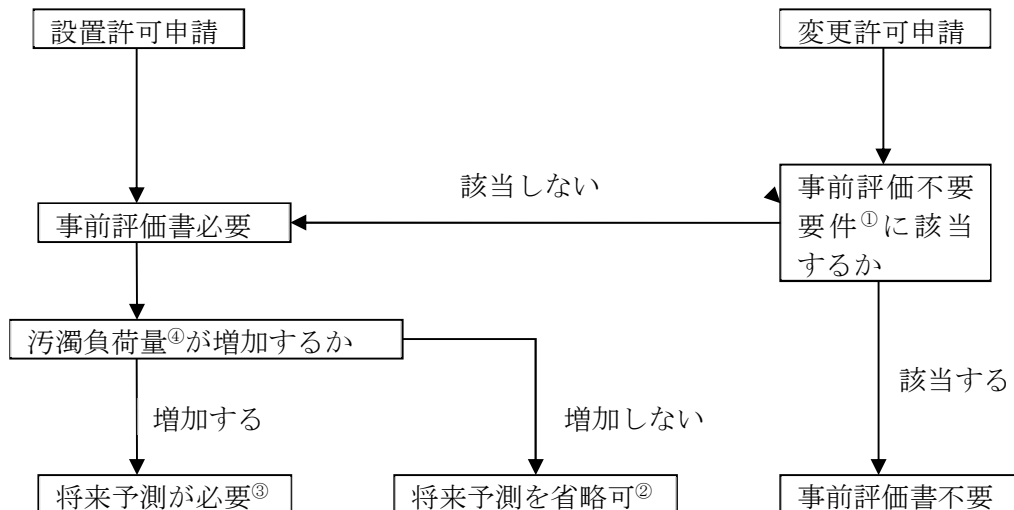 設置許可申請
変更許可申請
該当しない
事前評価不要
要件①に該当
するか
事前評価書必要
汚濁負荷量④が増加するか
該当する
増加する
増加しない
将来予測が必要③
将来予測を省略可②
事前評価書不要